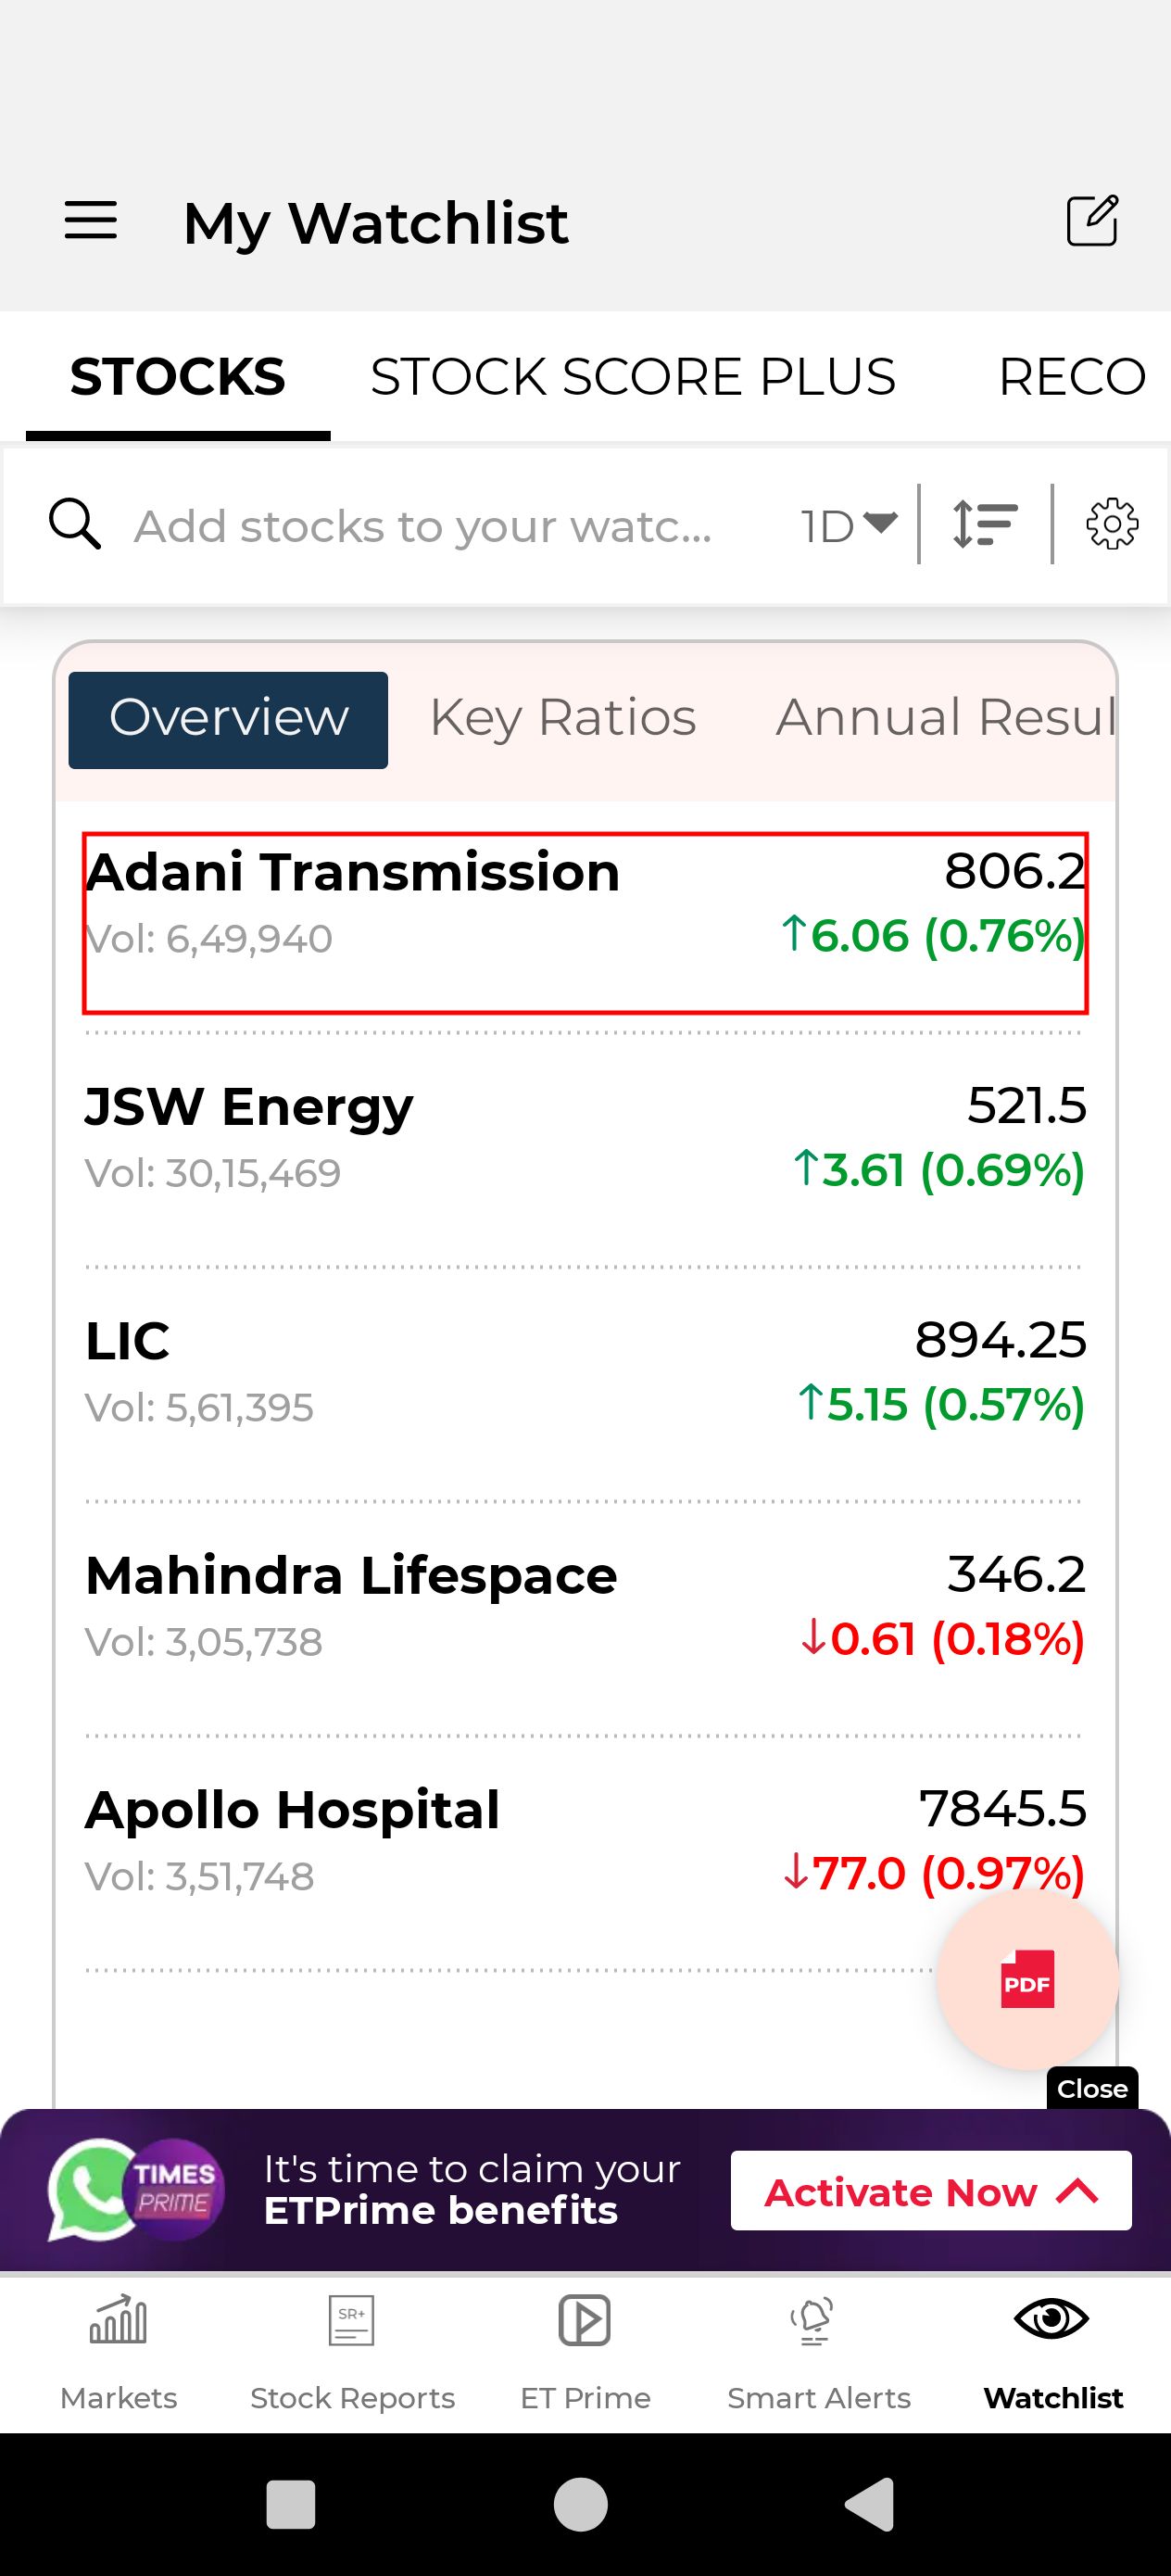 My Watchlist
STOCKS STOCK SCORE PLUS RECO
Add stocks to your watc... 1D
Overview Key Ratios Annual Resul
Adani Transmission 806.2
Vol: 6,49,940 ↑6.06 (0.76%)
JSW Energy 521.5
Vol: 30,15,469 ↑3.61 (0.69%)
LIC 894.25
Vol: 5,61,395 ↑5.15 (0.57%)
Mahindra Lifespace 346.2
Vol: 3,05,738 ↓0.61 (0.18%)
Apollo Hospital 7845.5
Vol: 3,51,748 ↓77.0 (0.97%)
PDF
Close
TIMES
PRIME
It's time to claim your
ETPrime benefits
Activate Now
SR+
Markets Stock Reports ET Prime Smart Alerts Watchlist